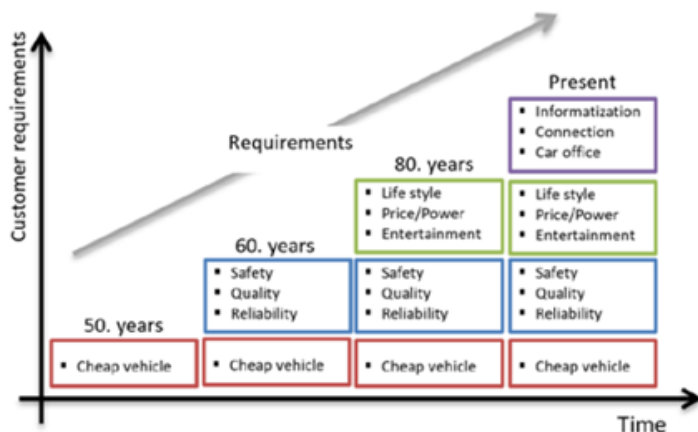 Customer requirements
Requirements
Present
Informatization
Connection
Car office
80. years
Life style
Price/Power
Entertainment
Life style
Price/Power
Entertainment
60. years
Safety
Quality
Reliability
Safety
Quality
Reliability
Safety
Quality
Reliability
50. years
Cheap vehicle
Cheap vehicle
Cheap vehicle
Cheap vehicle
Time